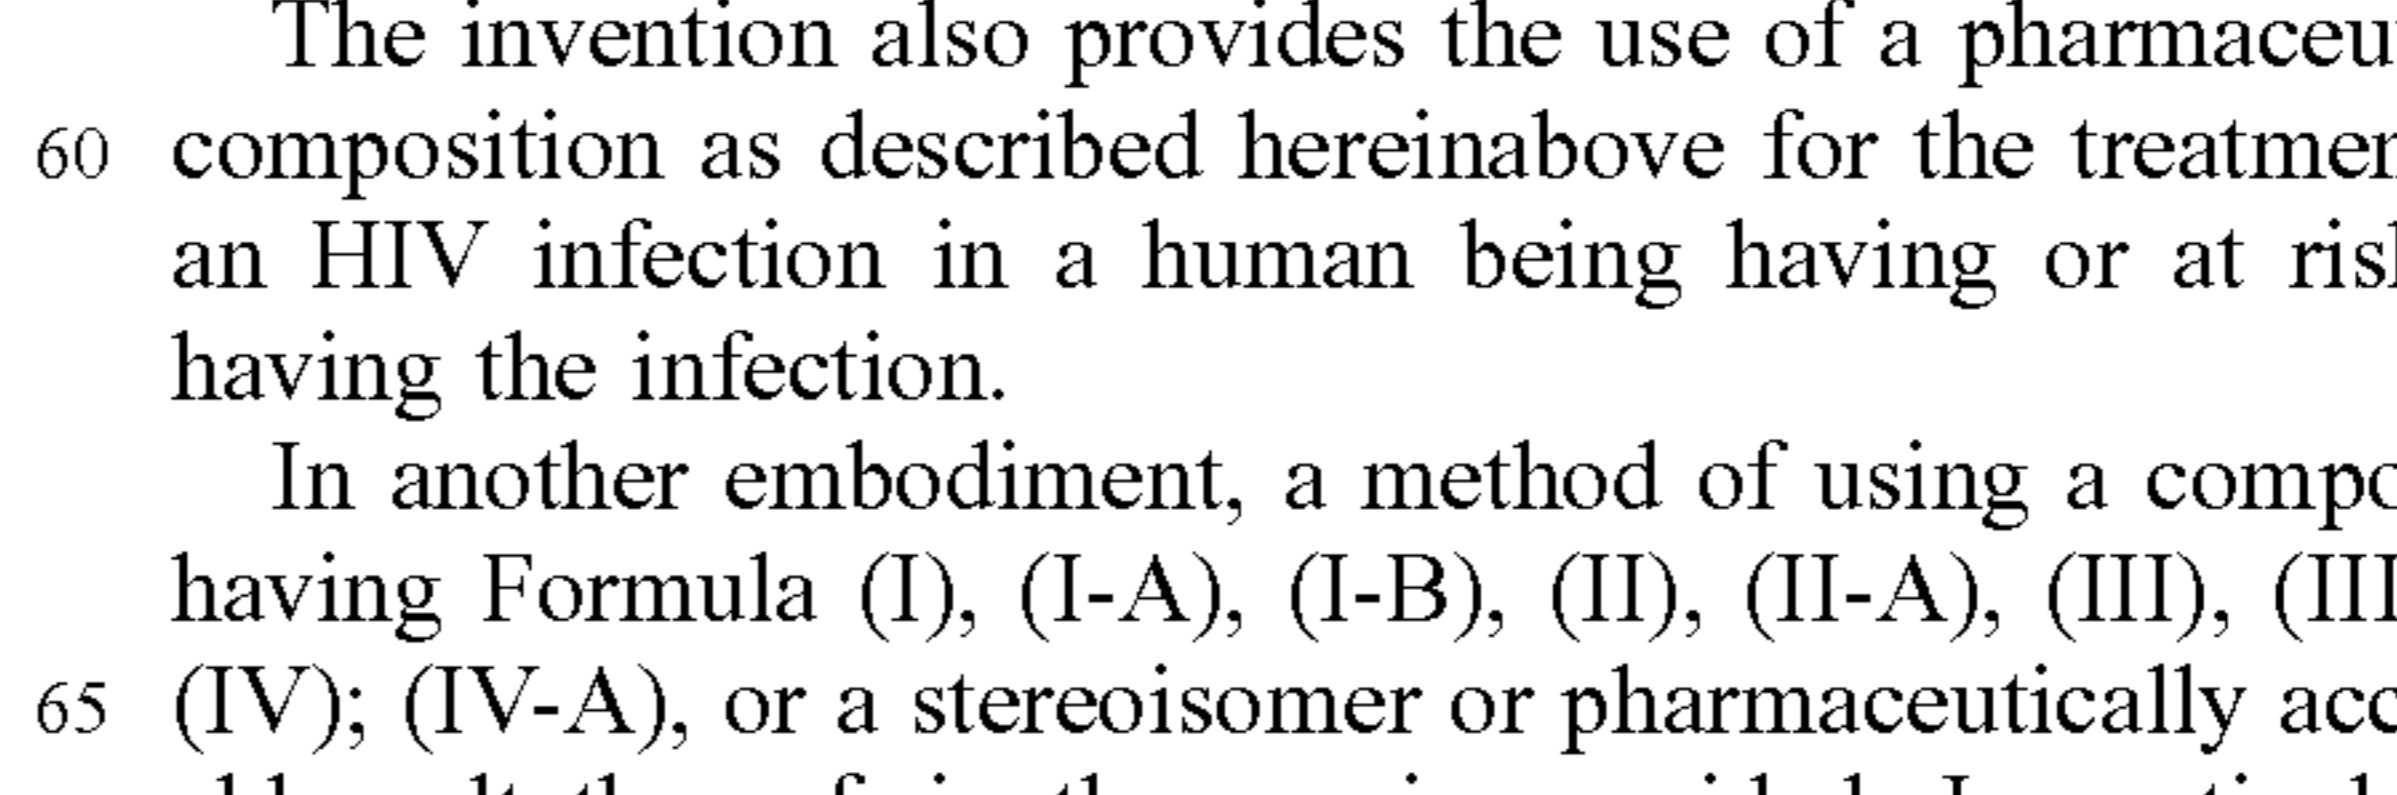 The invention also provides the use of a pharmaceu
60 composition as described hereinabove for the treatmen
an HIV infection in a human being having or at risk
having the infection.
In another embodiment, a method of using a compo
having Formula (I), (I-A), (I-B), (II), (II-A), (III), (III
65 (IV); (IV-A), or a stereoisomer or pharmaceutically acc